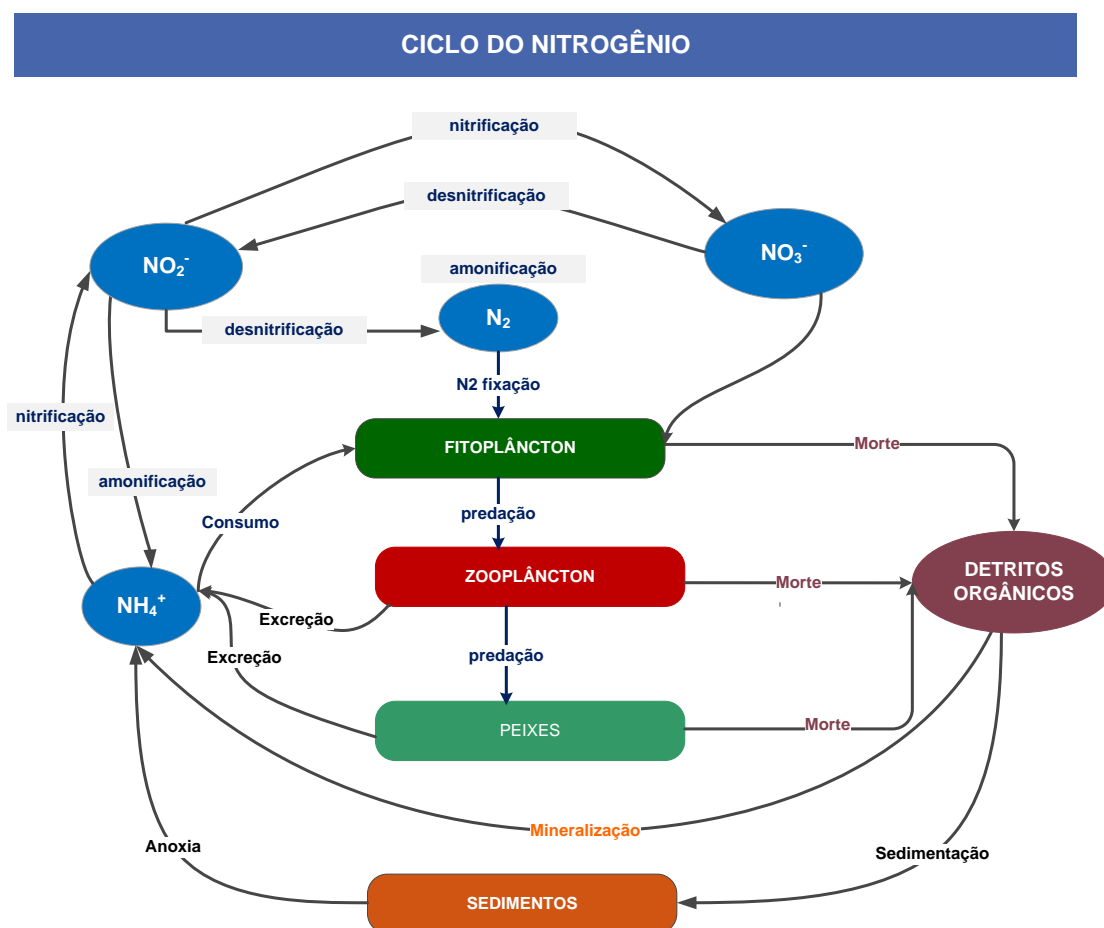 CICLO DO NITROGÊNIO
nitrificação
desnitrificação
NO₂⁻
NO₃⁻
amonificação
N₂
desnitrificação
N2 fixação
nitrificação
FITOPLÂNCTON
Morte
amonificação
Consumo
predação
ZOOPLÂNCTON
Morte
DETRITOS
ORGÂNICOS
NH₄⁺
Excreção
Excreção
predação
PEIXES
Morte
Mineralização
Anoxia
Sedimentação
SEDIMENTOS